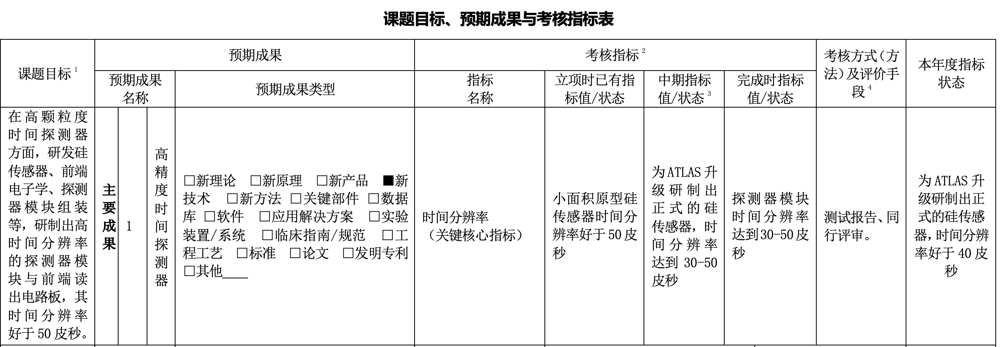 课题目标、预期成果与考核指标表
课题目标1
预期成果
考核指标2
考核方式（方
法）及评价手
段4
本年度指标
状态
预期成果
名称
预期成果类型
指标
名称
立项时已有指
标值/状态
中期指标
值/状态3
完成时指标
值/状态
在高颗粒度
时间探测器
方面，研发硅
传感器、前端
电子学、探测
器模块组装
等，研制出高
时间分辨率
的探测器模
块与前端读
出电路板，其
时间分辨率
好于50皮秒。
主
要
成
果
1
高
精
度
时
间
探
测
器
□新理论 □新原理 □新产品 ■新
技术 □新方法 □关键部件 □数据
库 □软件 □应用解决方案 □实验
装置/系统 □临床指南/规范 □工
程工艺 □标准 □论文 □发明专利
□其他____
时间分辨率
（关键核心指标）
小面积原型硅
传感器时间分
辨率好于50皮
秒
为ATLAS升
级研制出
正式的硅
传感器，时
间分辨率
达到 30-50
皮秒
探测器模块
时间分辨率
达到30-50皮
秒
测试报告、同
行评审。
为ATLAS升
级研制出正
式的硅传感
器，时间分辨
率好于40皮
秒